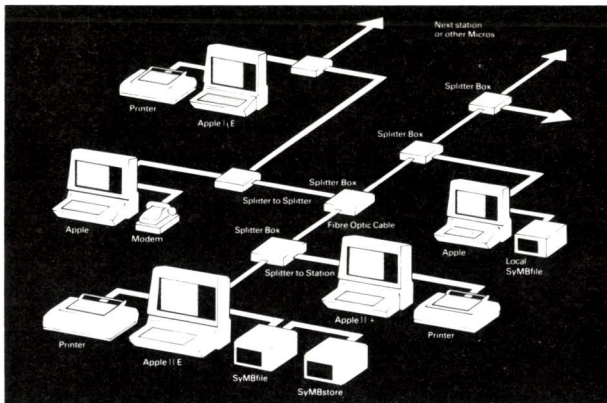 Next station
or other Micros
Splitter Box
Printer
Apple II E
Splitter Box
Splitter Box
Splitter to Splitter
Apple
Modem
Fibre Optic Cable
Splitter Box
Apple
Local
SyMBfile
Splitter to Station
Printer
Apple II E
Apple II +
Printer
SyMBfile
SyMBstore